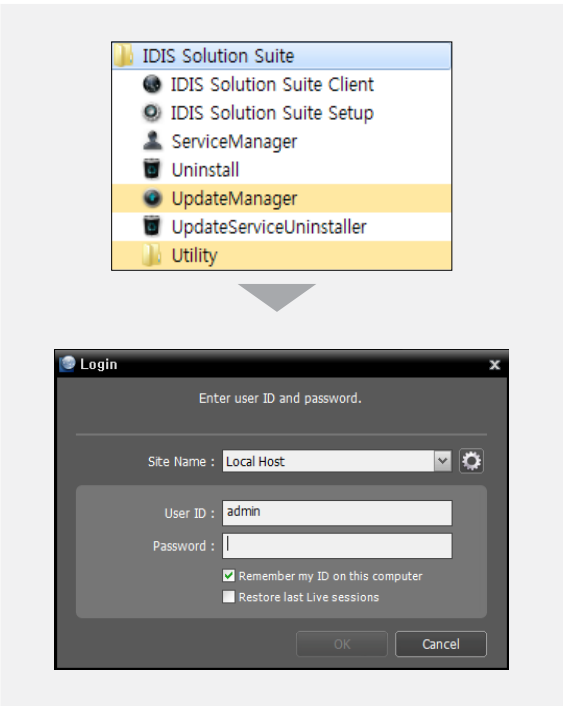 IDIS Solution Suite
IDIS Solution Suite Client
IDIS Solution Suite Setup
ServiceManager
Uninstall
UpdateManager
UpdateServiceUninstaller
Utility
Login x
Enter user ID and password.
Site Name : Local Host
User ID : admin
Password :
Remember my ID on this computer
Restore last Live sessions
OK Cancel